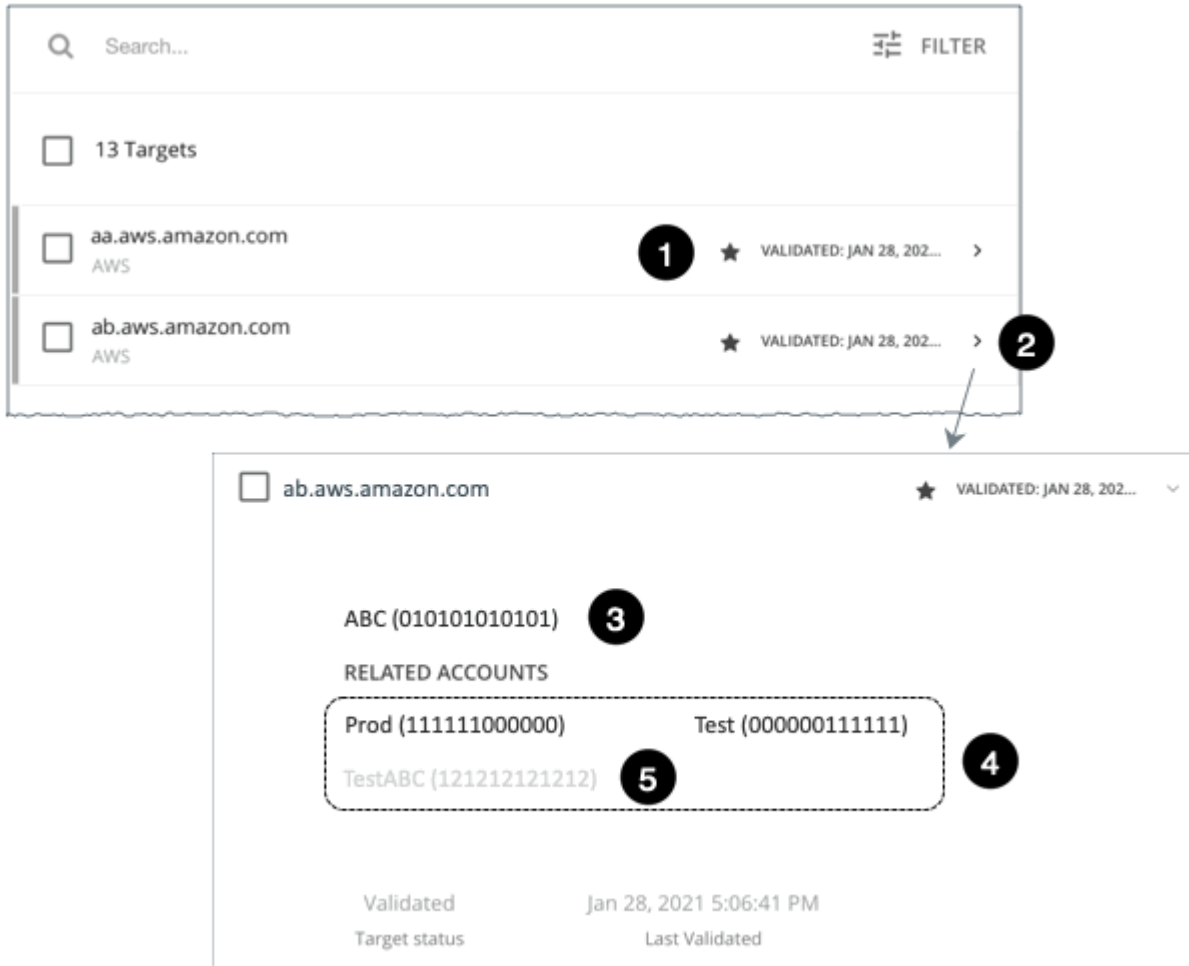 Search...
FILTER
13 Targets
aa.aws.amazon.com
AWS
1
VALIDATED: JAN 28, 202...
ab.aws.amazon.com
AWS
VALIDATED: JAN 28, 202...
2
ab.aws.amazon.com
VALIDATED: JAN 28, 202...
ABC (010101010101)
3
RELATED ACCOUNTS
Prod (111111000000)
Test (000000111111)
4
TestABC (121212121212)
5
Validated
Jan 28, 2021 5:06:41 PM
Target status
Last Validated